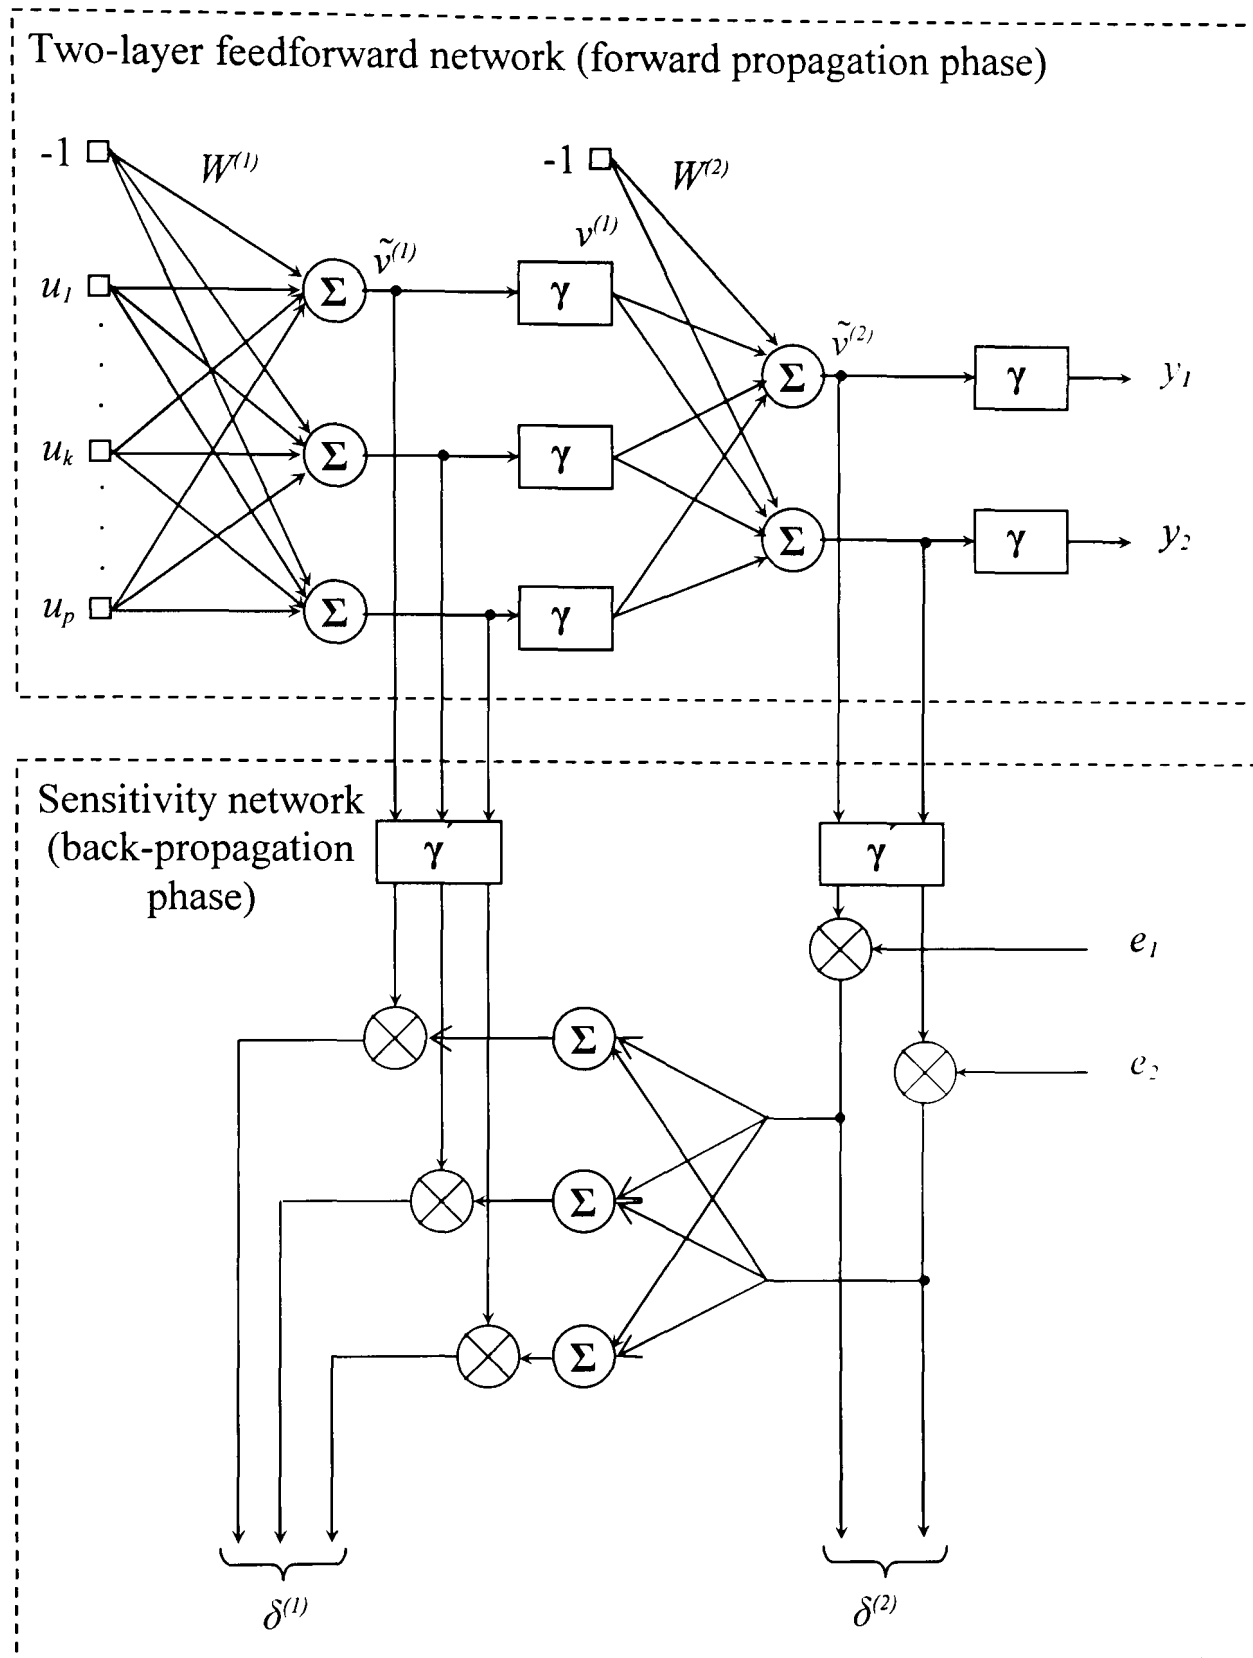 Two-layer feedforward network (forward propagation phase)
-1
W⁽¹⁾
-1
W⁽²⁾
ṽ⁽¹⁾
v⁽¹⁾
u₁
Σ
γ
ṽ⁽²⁾
Σ
γ
y₁
uₖ
Σ
γ
Σ
γ
y₂
uₚ
Σ
γ
Sensitivity network
(back-propagation
phase)
γ′
γ′
e₁
Σ
e₂
Σ
Σ
δ⁽¹⁾
δ⁽²⁾